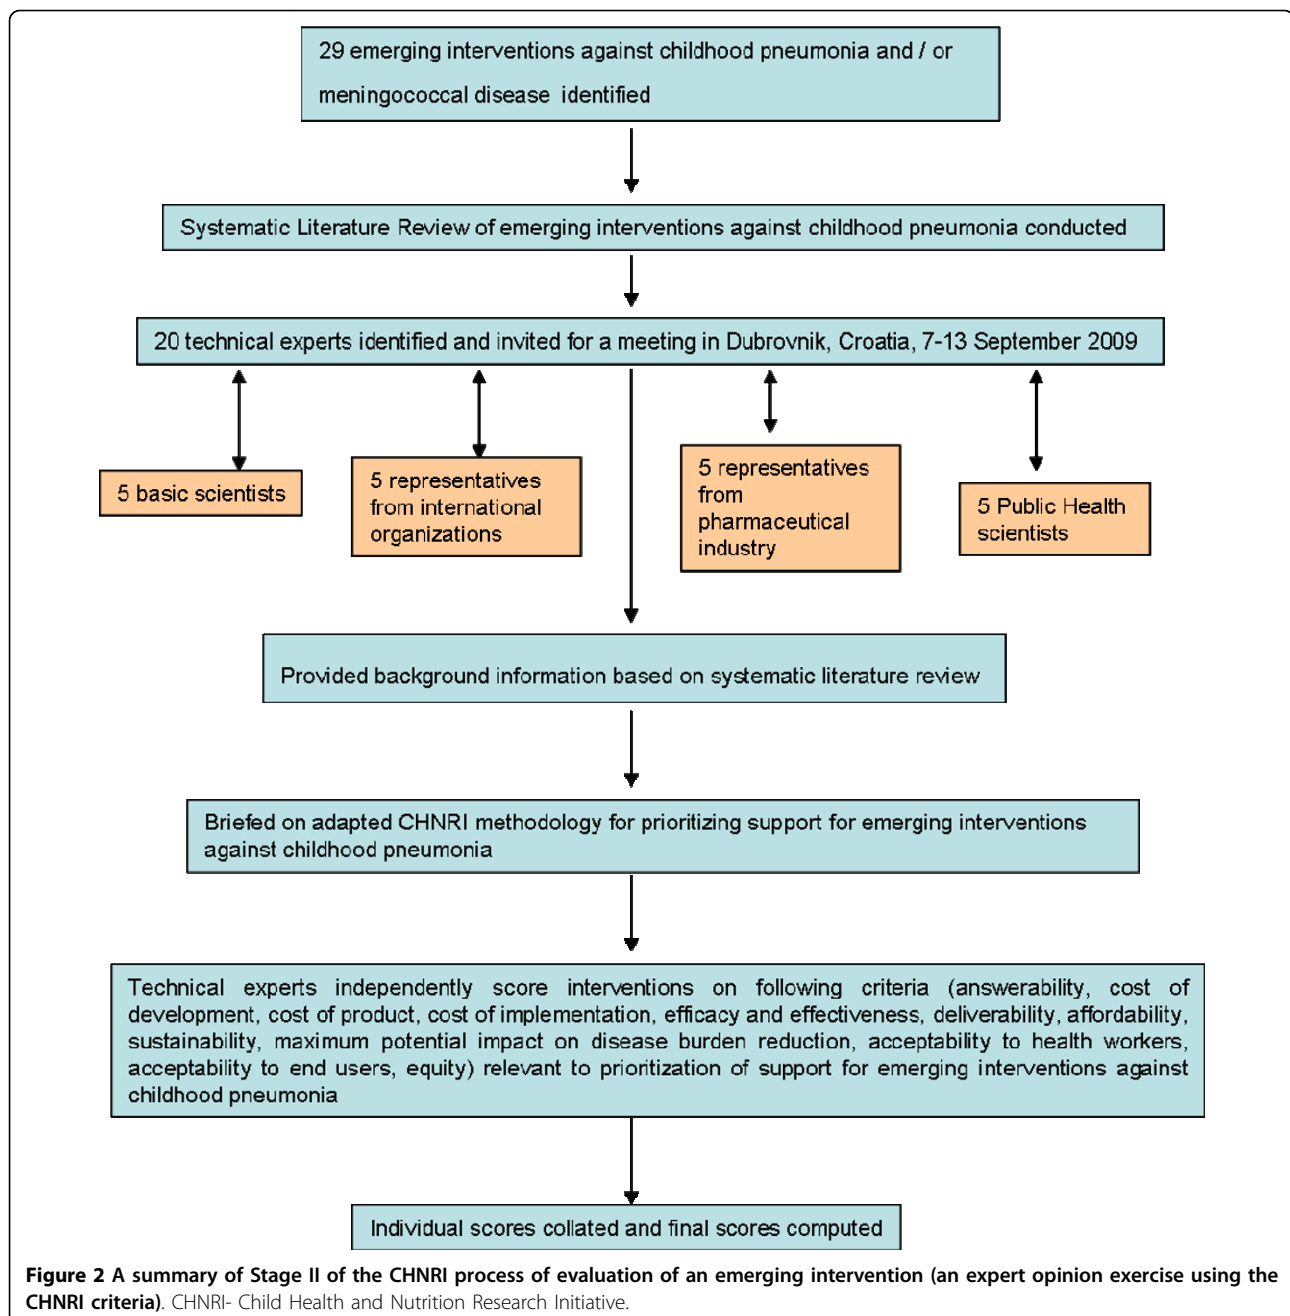 29 emerging interventions against childhood pneumonia and / or
meningococcal disease identified
Systematic Literature Review of emerging interventions against childhood pneumonia conducted
20 technical experts identified and invited for a meeting in Dubrovnik, Croatia, 7-13 September 2009
5 basic scientists
5 representatives
from international
organizations
5 representatives
from
pharmaceutical
industry
5 Public Health
scientists
Provided background information based on systematic literature review
Briefed on adapted CHNRI methodology for prioritizing support for emerging interventions
against childhood pneumonia
Technical experts independently score interventions on following criteria (answerability, cost of
development, cost of product, cost of implementation, efficacy and effectiveness, deliverability, affordability,
sustainability, maximum potential impact on disease burden reduction, acceptability to health workers,
acceptability to end users, equity) relevant to prioritization of support for emerging interventions against
childhood pneumonia
Individual scores collated and final scores computed
Figure 2 A summary of Stage II of the CHNRI process of evaluation of an emerging intervention (an expert opinion exercise using the
CHNRI criteria). CHNRI- Child Health and Nutrition Research Initiative.